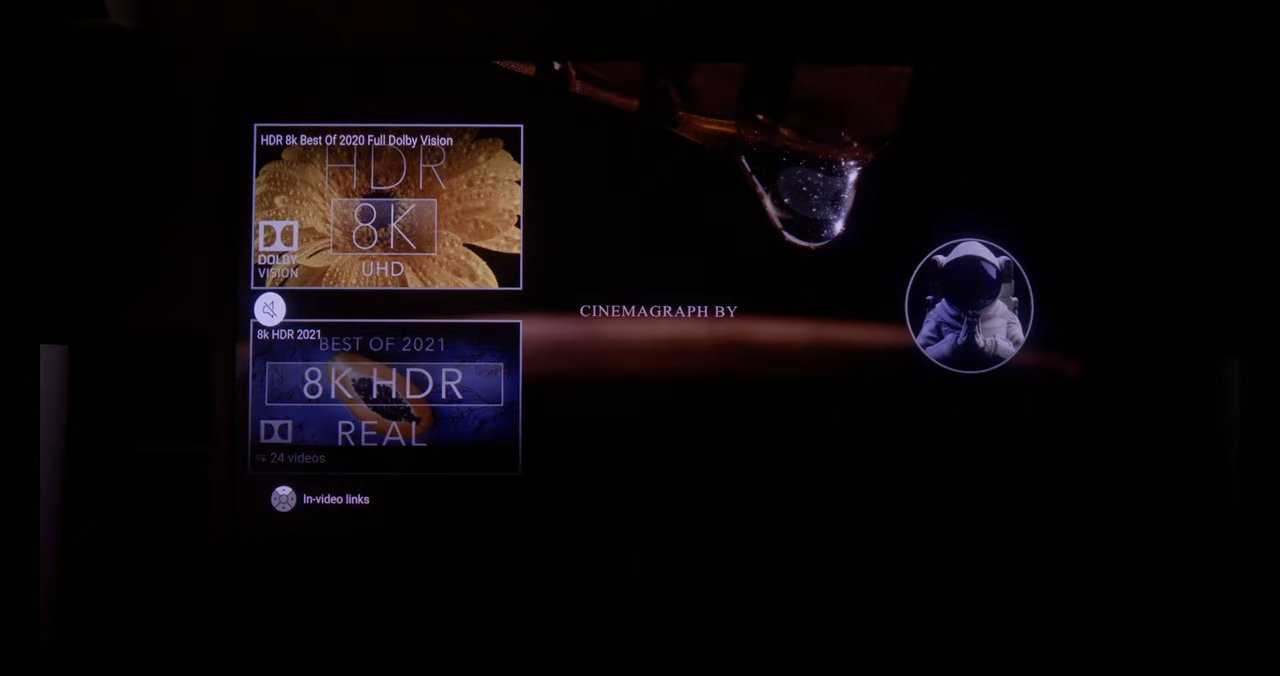 HDR 8k Best Of 2020 Full Dolby Vision
HDR
8K
DOLBY
VISION
UHD
CINEMAGRAPH BY
8k HDR 2021
BEST OF 2021
8K HDR
REAL
24 videos
In-video links